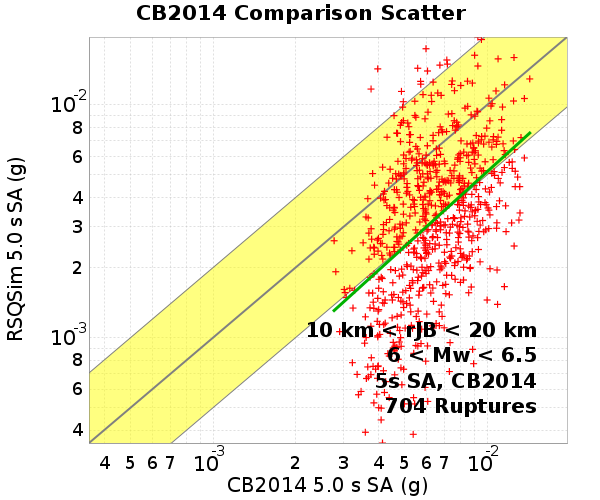 CB2014 Comparison Scatter
RSQSim 5.0 s SA (g)
10-2
8
6
4
3
2
10-3
8
6
4
10 km < rJB < 20 km
6 < Mw < 6.5
5s SA, CB2014
704 Ruptures
4 5 6 7 10-3 2 3 4 5 6 7 10-2
CB2014 5.0 s SA (g)